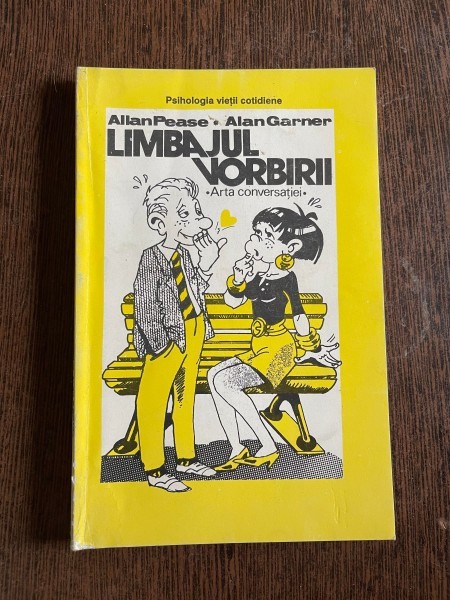 Psihologia vieții cotidiene
Allan Pease • Alan Garner
LIMBAJUL
VORBIRII
•Arta conversației•